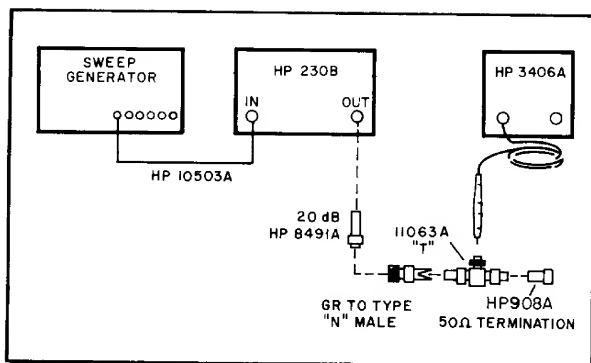 SWEEP
GENERATOR
HP 230B
IN
OUT
HP 3406A
HP 10503A
20 dB
HP 8491A
11063A
"T"
GR TO TYPE
"N" MALE
HP908A
50Ω TERMINATION